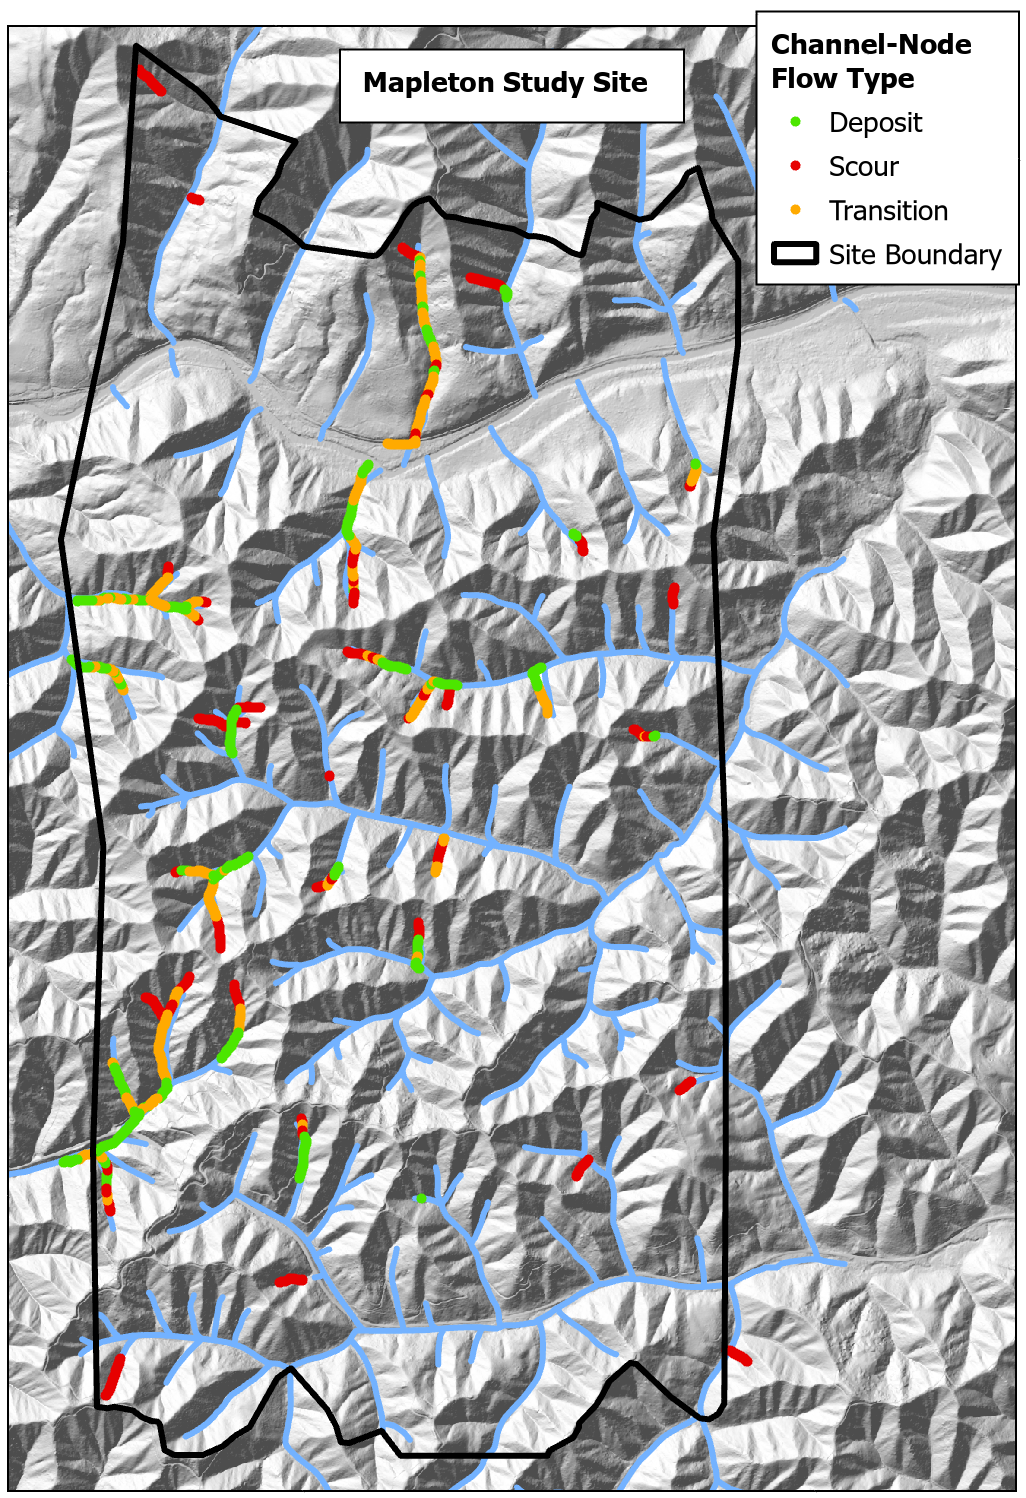 Mapleton Study Site
Channel-Node
Flow Type
Deposit
Scour
Transition
Site Boundary